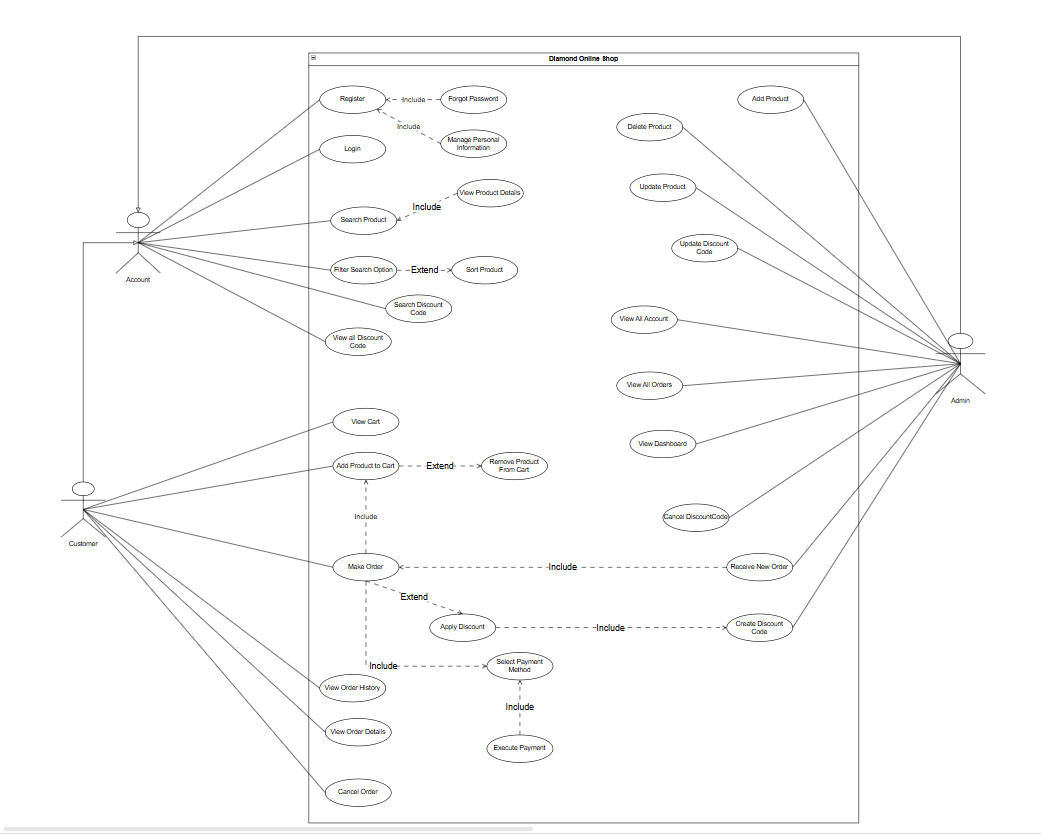 Diamond Online Shop
Register
Include
Forgot Password
Add Product
Include
Delete Product
Login
Manage Personal
Information
Update Product
View Product Details
Include
Search Product
Update Discount
Code
Account
Filter Search Option
Extend
Sort Product
Search Discount
Code
View All Account
View all Discount
Code
View All Orders
Admin
View Cart
View Dashboard
Add Product to Cart
Extend
Remove Product
From Cart
Include
Cancel DiscountCode
Customer
Make Order
Include
Receive New Order
Extend
Apply Discount
Include
Create Discount
Code
Include
Select Payment
Method
View Order History
Include
View Order Details
Execute Payment
Cancel Order